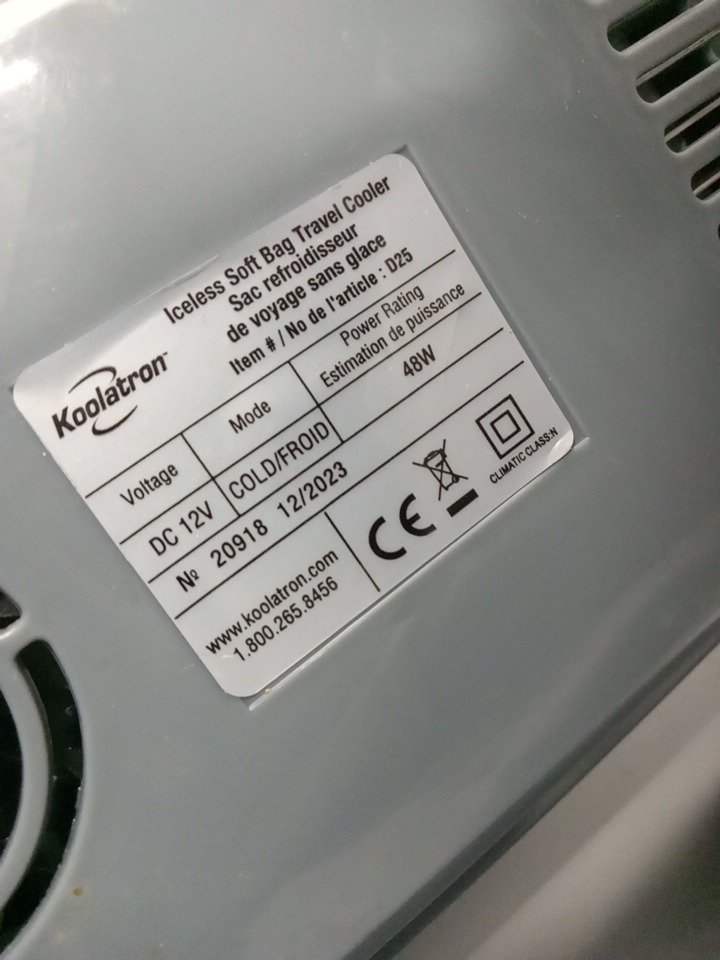 Iceless Soft Bag Travel Cooler
Sac refroidisseur
de voyage sans glace
Item # / No de l'article : D25
Koolatron™
Voltage
Mode
Power Rating
Estimation de puissance
DC 12V
COLD/FROID
48W
№ 20918 12/2023
www.koolatron.com
1.800.265.8456
CE
CLIMATIC CLASS:N